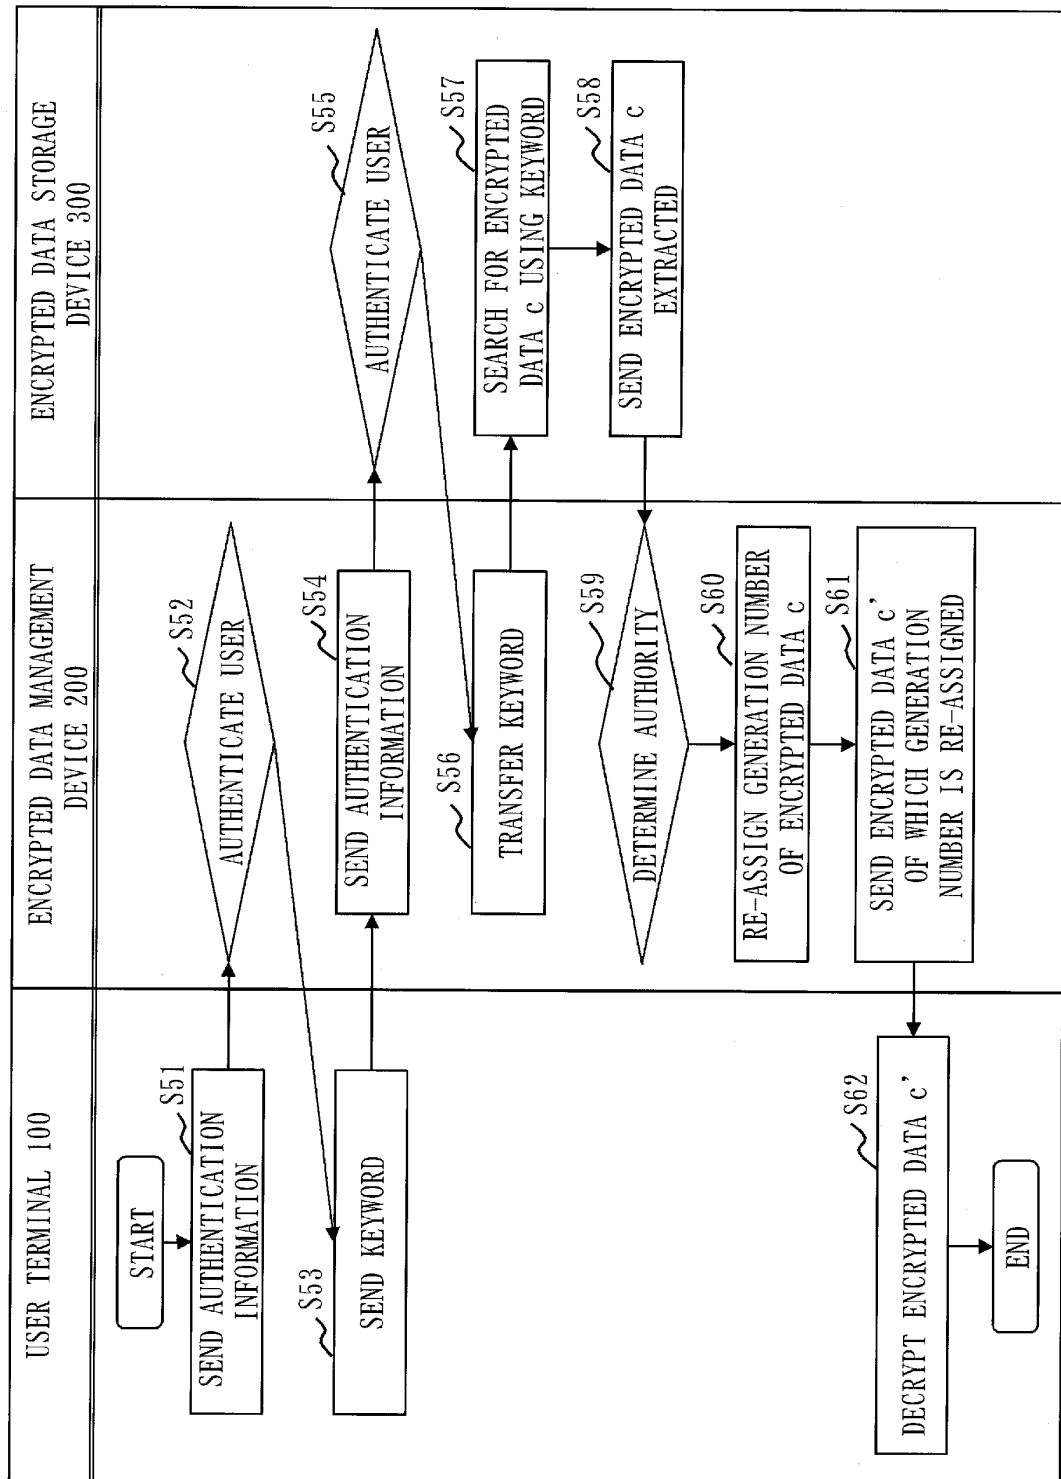 USER TERMINAL 100
ENCRYPTED DATA MANAGEMENT
DEVICE 200
ENCRYPTED DATA STORAGE
DEVICE 300
START
S51
SEND AUTHENTICATION
INFORMATION
S52
AUTHENTICATE USER
S53
SEND KEYWORD
S54
SEND AUTHENTICATION
INFORMATION
S55
AUTHENTICATE USER
S56
TRANSFER KEYWORD
S57
SEARCH FOR ENCRYPTED
DATA c USING KEYWORD
S58
SEND ENCRYPTED DATA c
EXTRACTED
S59
DETERMINE AUTHORITY
S60
RE-ASSIGN GENERATION NUMBER
OF ENCRYPTED DATA c
S61
SEND ENCRYPTED DATA c'
OF WHICH GENERATION
NUMBER IS RE-ASSIGNED
S62
DECRYPT ENCRYPTED DATA c'
END